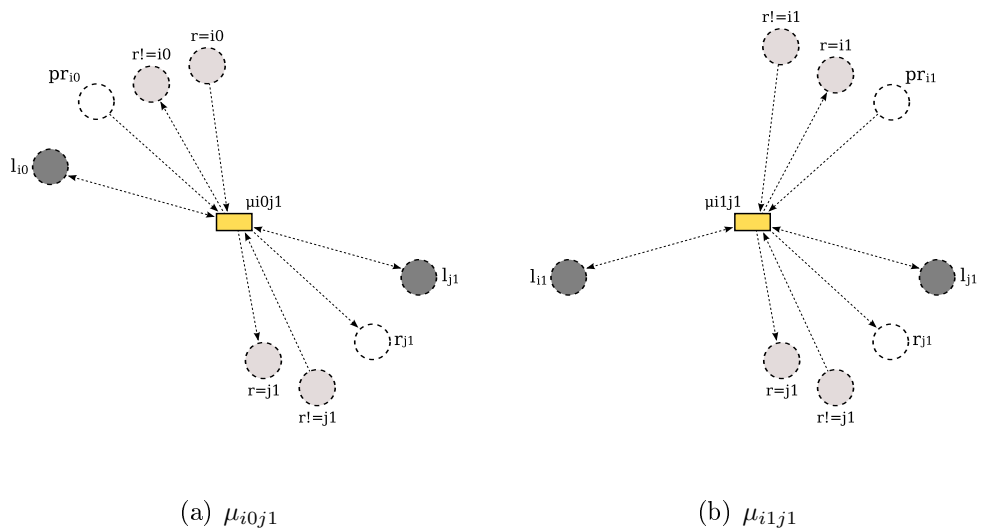 r!=i0
r=i0
pr_i0
l_i0
μi0j1
l_j1
r_j1
r=j1
r!=j1
(a) μ_i0j1
r!=i1
r=i1
pr_i1
μi1j1
l_i1
l_j1
r_j1
r=j1
r!=j1
(b) μ_i1j1